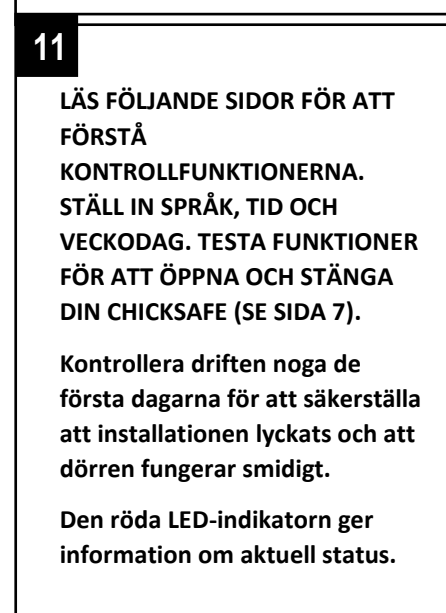 11
LÄS FÖLJANDE SIDOR FÖR ATT
FÖRSTÅ
KONTROLLFUNKTIONERNA.
STÄLL IN SPRÅK, TID OCH
VECKODAG. TESTA FUNKTIONER
FÖR ATT ÖPPNA OCH STÄNGA
DIN CHICKSAFE (SE SIDA 7).
Kontrollera driften noga de
första dagarna för att säkerställa
att installationen lyckats och att
dörren fungerar smidigt.
Den röda LED-indikatorn ger
information om aktuell status.